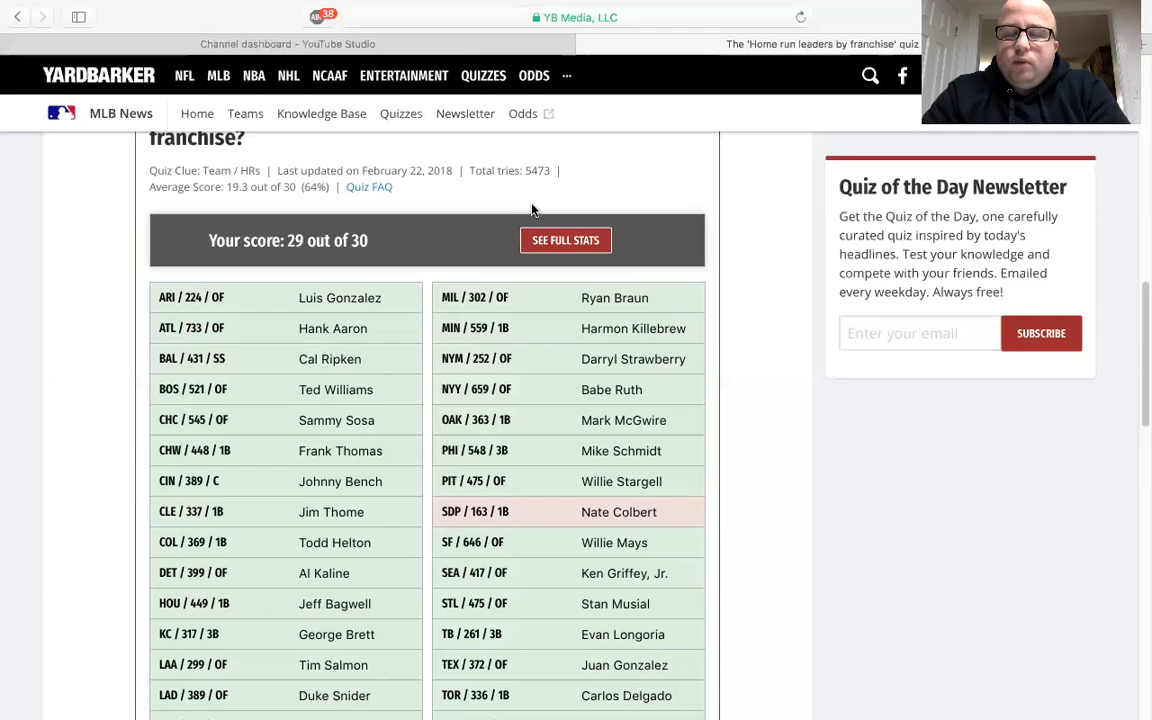 38
YB Media, LLC
Channel dashboard - YouTube Studio
The 'Home run leaders by franchise' quiz
YARDBARKER NFL MLB NBA NHL NCAAF ENTERTAINMENT QUIZZES ODDS ...
MLB News Home Teams Knowledge Base Quizzes Newsletter Odds
franchise?
Quiz Clue: Team / HRs | Last updated on February 22, 2018 | Total tries: 5473 |
Average Score: 19.3 out of 30 (64%) | Quiz FAQ
Your score: 29 out of 30 SEE FULL STATS
ARI / 224 / OF Luis Gonzalez
ATL / 733 / OF Hank Aaron
BAL / 431 / SS Cal Ripken
BOS / 521 / OF Ted Williams
CHC / 545 / OF Sammy Sosa
CHW / 448 / 1B Frank Thomas
CIN / 389 / C Johnny Bench
CLE / 337 / 1B Jim Thome
COL / 369 / 1B Todd Helton
DET / 399 / OF Al Kaline
HOU / 449 / 1B Jeff Bagwell
KC / 317 / 3B George Brett
LAA / 299 / OF Tim Salmon
LAD / 389 / OF Duke Snider
MIL / 302 / OF Ryan Braun
MIN / 559 / 1B Harmon Killebrew
NYM / 252 / OF Darryl Strawberry
NYY / 659 / OF Babe Ruth
OAK / 363 / 1B Mark McGwire
PHI / 548 / 3B Mike Schmidt
PIT / 475 / OF Willie Stargell
SDP / 163 / 1B Nate Colbert
SF / 646 / OF Willie Mays
SEA / 417 / OF Ken Griffey, Jr.
STL / 475 / OF Stan Musial
TB / 261 / 3B Evan Longoria
TEX / 372 / OF Juan Gonzalez
TOR / 336 / 1B Carlos Delgado
Quiz of the Day Newsletter
Get the Quiz of the Day, one carefully
curated quiz inspired by today's
headlines. Test your knowledge and
compete with your friends. Emailed
every weekday. Always free!
Enter your email SUBSCRIBE